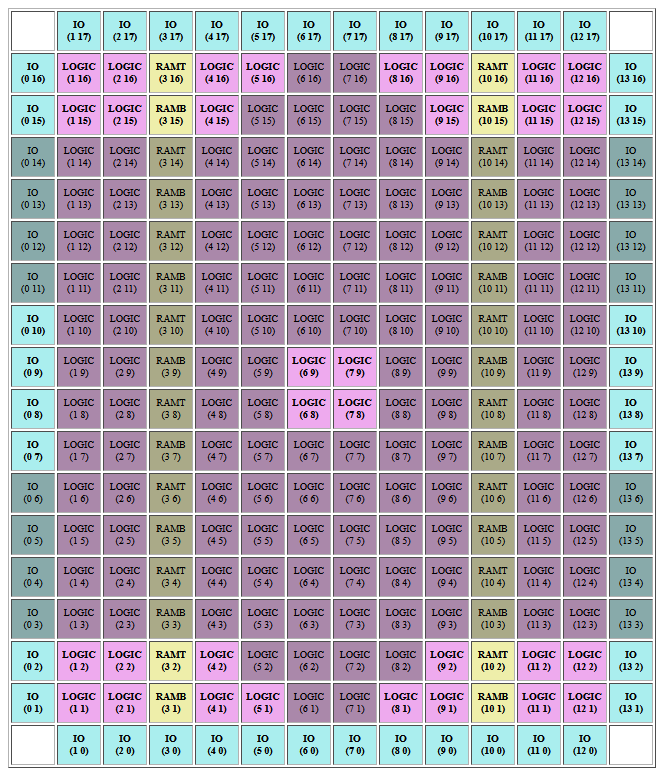 IO IO IO IO IO IO IO IO IO IO IO IO
(1 17) (2 17) (3 17) (4 17) (5 17) (6 17) (7 17) (8 17) (9 17) (10 17) (11 17) (12 17)
IO LOGIC LOGIC RAMT LOGIC LOGIC LOGIC LOGIC LOGIC LOGIC RAMT LOGIC LOGIC IO
(0 16) (1 16) (2 16) (3 16) (4 16) (5 16) (6 16) (7 16) (8 16) (9 16) (10 16) (11 16) (12 16) (13 16)
IO LOGIC LOGIC RAMB LOGIC LOGIC LOGIC LOGIC LOGIC LOGIC RAMB LOGIC LOGIC IO
(0 15) (1 15) (2 15) (3 15) (4 15) (5 15) (6 15) (7 15) (8 15) (9 15) (10 15) (11 15) (12 15) (13 15)
IO LOGIC LOGIC RAMT LOGIC LOGIC LOGIC LOGIC LOGIC LOGIC RAMT LOGIC LOGIC IO
(0 14) (1 14) (2 14) (3 14) (4 14) (5 14) (6 14) (7 14) (8 14) (9 14) (10 14) (11 14) (12 14) (13 14)
IO LOGIC LOGIC RAMB LOGIC LOGIC LOGIC LOGIC LOGIC LOGIC RAMB LOGIC LOGIC IO
(0 13) (1 13) (2 13) (3 13) (4 13) (5 13) (6 13) (7 13) (8 13) (9 13) (10 13) (11 13) (12 13) (13 13)
IO LOGIC LOGIC RAMT LOGIC LOGIC LOGIC LOGIC LOGIC LOGIC RAMT LOGIC LOGIC IO
(0 12) (1 12) (2 12) (3 12) (4 12) (5 12) (6 12) (7 12) (8 12) (9 12) (10 12) (11 12) (12 12) (13 12)
IO LOGIC LOGIC RAMB LOGIC LOGIC LOGIC LOGIC LOGIC LOGIC RAMB LOGIC LOGIC IO
(0 11) (1 11) (2 11) (3 11) (4 11) (5 11) (6 11) (7 11) (8 11) (9 11) (10 11) (11 11) (12 11) (13 11)
IO LOGIC LOGIC RAMT LOGIC LOGIC LOGIC LOGIC LOGIC LOGIC RAMT LOGIC LOGIC IO
(0 10) (1 10) (2 10) (3 10) (4 10) (5 10) (6 10) (7 10) (8 10) (9 10) (10 10) (11 10) (12 10) (13 10)
IO LOGIC LOGIC RAMB LOGIC LOGIC LOGIC LOGIC LOGIC LOGIC RAMB LOGIC LOGIC IO
(0 9) (1 9) (2 9) (3 9) (4 9) (5 9) (6 9) (7 9) (8 9) (9 9) (10 9) (11 9) (12 9) (13 9)
IO LOGIC LOGIC RAMT LOGIC LOGIC LOGIC LOGIC LOGIC LOGIC RAMT LOGIC LOGIC IO
(0 8) (1 8) (2 8) (3 8) (4 8) (5 8) (6 8) (7 8) (8 8) (9 8) (10 8) (11 8) (12 8) (13 8)
IO LOGIC LOGIC RAMB LOGIC LOGIC LOGIC LOGIC LOGIC LOGIC RAMB LOGIC LOGIC IO
(0 7) (1 7) (2 7) (3 7) (4 7) (5 7) (6 7) (7 7) (8 7) (9 7) (10 7) (11 7) (12 7) (13 7)
IO LOGIC LOGIC RAMT LOGIC LOGIC LOGIC LOGIC LOGIC LOGIC RAMT LOGIC LOGIC IO
(0 6) (1 6) (2 6) (3 6) (4 6) (5 6) (6 6) (7 6) (8 6) (9 6) (10 6) (11 6) (12 6) (13 6)
IO LOGIC LOGIC RAMB LOGIC LOGIC LOGIC LOGIC LOGIC LOGIC RAMB LOGIC LOGIC IO
(0 5) (1 5) (2 5) (3 5) (4 5) (5 5) (6 5) (7 5) (8 5) (9 5) (10 5) (11 5) (12 5) (13 5)
IO LOGIC LOGIC RAMT LOGIC LOGIC LOGIC LOGIC LOGIC LOGIC RAMT LOGIC LOGIC IO
(0 4) (1 4) (2 4) (3 4) (4 4) (5 4) (6 4) (7 4) (8 4) (9 4) (10 4) (11 4) (12 4) (13 4)
IO LOGIC LOGIC RAMB LOGIC LOGIC LOGIC LOGIC LOGIC LOGIC RAMB LOGIC LOGIC IO
(0 3) (1 3) (2 3) (3 3) (4 3) (5 3) (6 3) (7 3) (8 3) (9 3) (10 3) (11 3) (12 3) (13 3)
IO LOGIC LOGIC RAMT LOGIC LOGIC LOGIC LOGIC LOGIC LOGIC RAMT LOGIC LOGIC IO
(0 2) (1 2) (2 2) (3 2) (4 2) (5 2) (6 2) (7 2) (8 2) (9 2) (10 2) (11 2) (12 2) (13 2)
IO LOGIC LOGIC RAMB LOGIC LOGIC LOGIC LOGIC LOGIC LOGIC RAMB LOGIC LOGIC IO
(0 1) (1 1) (2 1) (3 1) (4 1) (5 1) (6 1) (7 1) (8 1) (9 1) (10 1) (11 1) (12 1) (13 1)
IO IO IO IO IO IO IO IO IO IO IO IO
(1 0) (2 0) (3 0) (4 0) (5 0) (6 0) (7 0) (8 0) (9 0) (10 0) (11 0) (12 0)